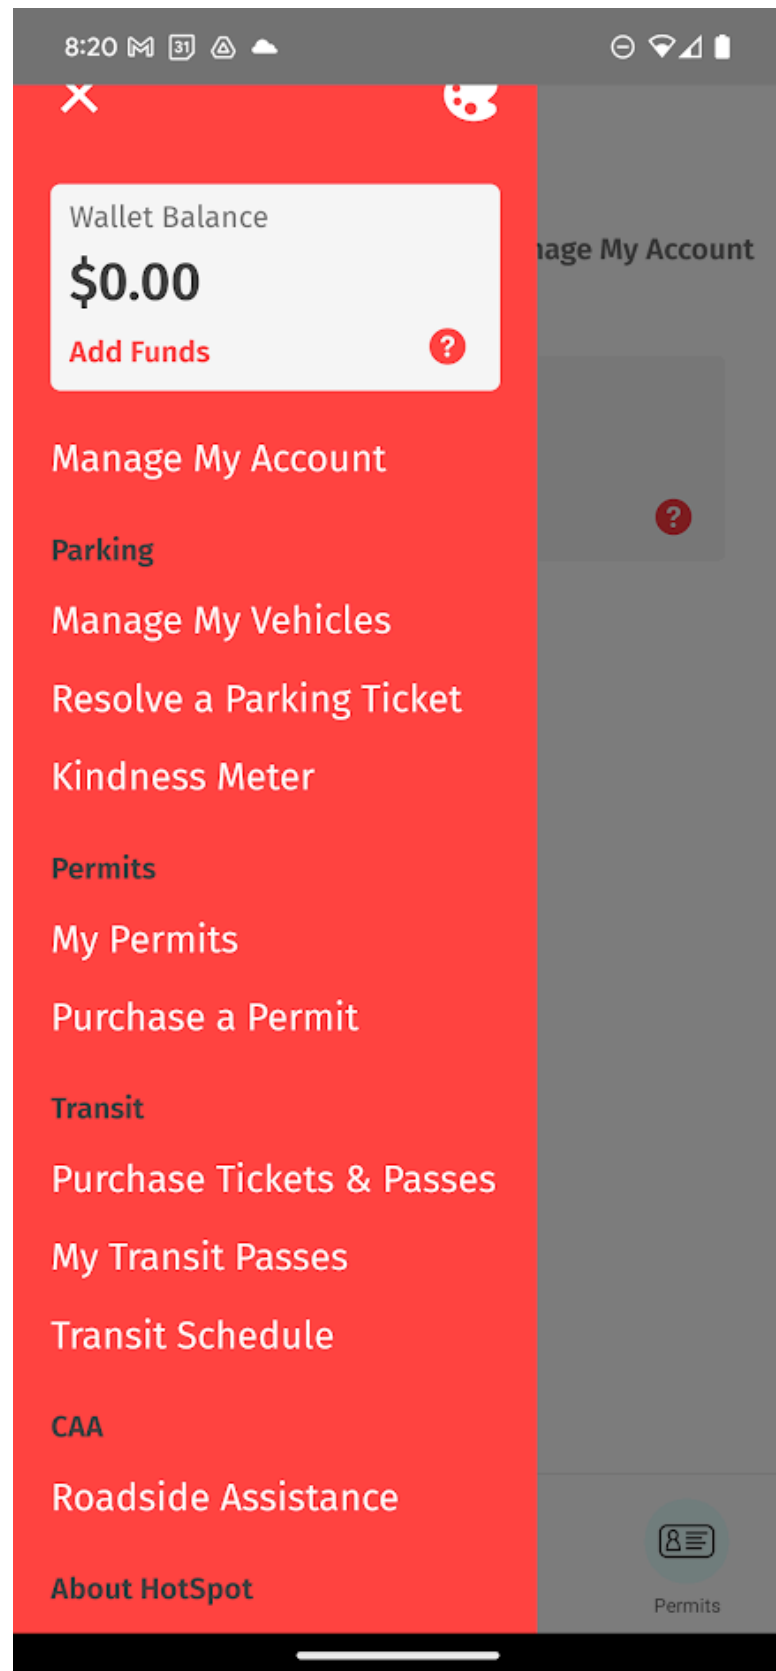 8:20
31
Wallet Balance
$0.00
Add Funds
?
nage My Account
?
Manage My Account
Parking
Manage My Vehicles
Resolve a Parking Ticket
Kindness Meter
Permits
My Permits
Purchase a Permit
Transit
Purchase Tickets & Passes
My Transit Passes
Transit Schedule
CAA
Roadside Assistance
About HotSpot
Permits